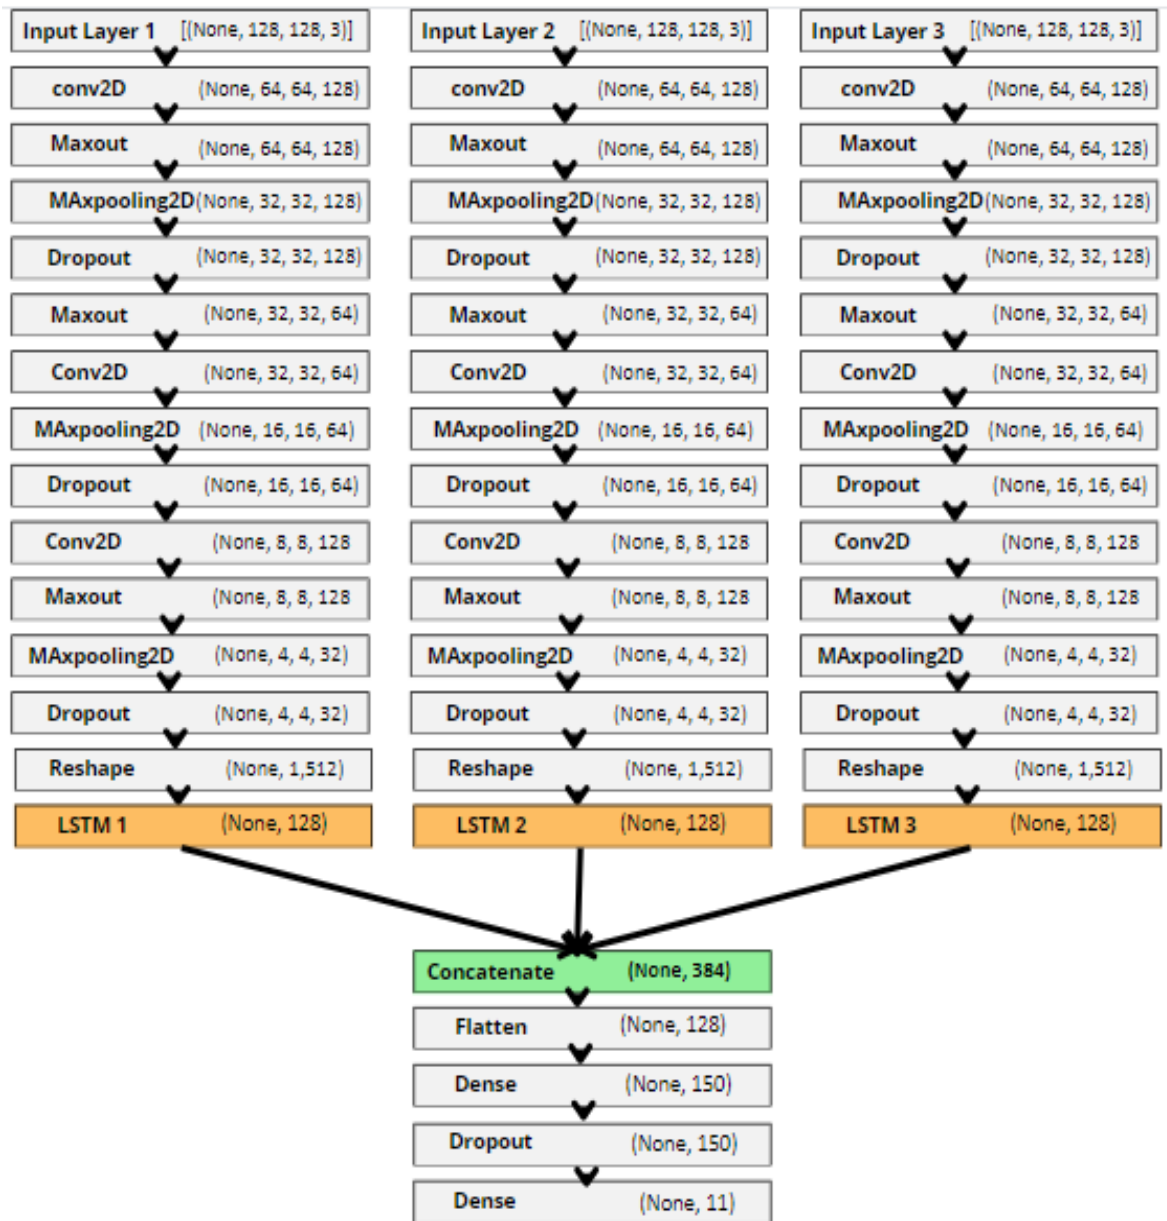 Input Layer 1 [(None, 128, 128, 3)] Input Layer 2 [(None, 128, 128, 3)] Input Layer 3 [(None, 128, 128, 3)]
conv2D (None, 64, 64, 128) conv2D (None, 64, 64, 128) conv2D (None, 64, 64, 128)
Maxout (None, 64, 64, 128) Maxout (None, 64, 64, 128) Maxout (None, 64, 64, 128)
MAxpooling2D (None, 32, 32, 128) MAxpooling2D (None, 32, 32, 128) MAxpooling2D (None, 32, 32, 128)
Dropout (None, 32, 32, 128) Dropout (None, 32, 32, 128) Dropout (None, 32, 32, 128)
Maxout (None, 32, 32, 64) Maxout (None, 32, 32, 64) Maxout (None, 32, 32, 64)
Conv2D (None, 32, 32, 64) Conv2D (None, 32, 32, 64) Conv2D (None, 32, 32, 64)
MAxpooling2D (None, 16, 16, 64) MAxpooling2D (None, 16, 16, 64) MAxpooling2D (None, 16, 16, 64)
Dropout (None, 16, 16, 64) Dropout (None, 16, 16, 64) Dropout (None, 16, 16, 64)
Conv2D (None, 8, 8, 128 Conv2D (None, 8, 8, 128 Conv2D (None, 8, 8, 128
Maxout (None, 8, 8, 128 Maxout (None, 8, 8, 128 Maxout (None, 8, 8, 128
MAxpooling2D (None, 4, 4, 32) MAxpooling2D (None, 4, 4, 32) MAxpooling2D (None, 4, 4, 32)
Dropout (None, 4, 4, 32) Dropout (None, 4, 4, 32) Dropout (None, 4, 4, 32)
Reshape (None, 1,512) Reshape (None, 1,512) Reshape (None, 1,512)
LSTM 1 (None, 128) LSTM 2 (None, 128) LSTM 3 (None, 128)
Concatenate (None, 384)
Flatten (None, 128)
Dense (None, 150)
Dropout (None, 150)
Dense (None, 11)